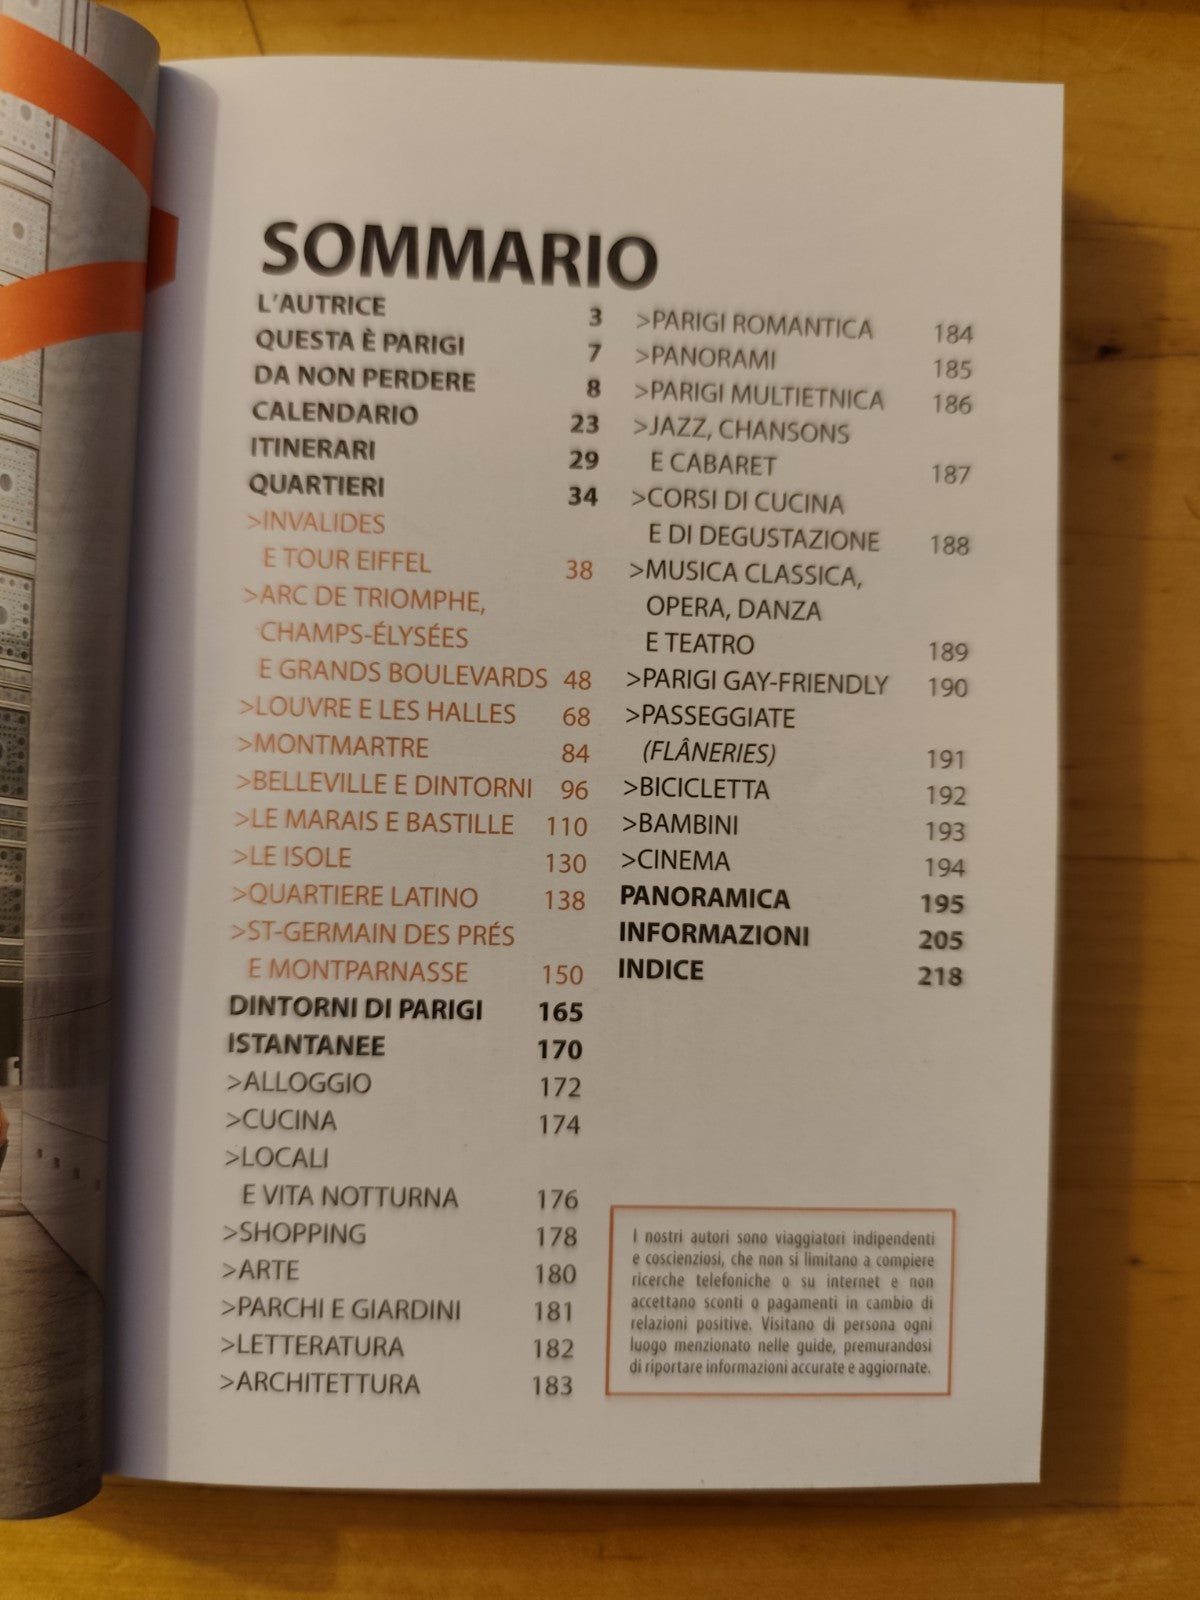 SOMMARIO
L'AUTRICE 3
QUESTA È PARIGI 7
DA NON PERDERE 8
CALENDARIO 23
ITINERARI 29
QUARTIERI 34
>INVALIDES
E TOUR EIFFEL 38
>ARC DE TRIOMPHE,
CHAMPS-ÉLYSÉES
E GRANDS BOULEVARDS 48
>LOUVRE E LES HALLES 68
>MONTMARTRE 84
>BELLEVILLE E DINTORNI 96
>LE MARAIS E BASTILLE 110
>LE ISOLE 130
>QUARTIERE LATINO 138
>ST-GERMAIN DES PRÉS
E MONTPARNASSE 150
DINTORNI DI PARIGI 165
ISTANTANEE 170
>ALLOGGIO 172
>CUCINA 174
>LOCALI
E VITA NOTTURNA 176
>SHOPPING 178
>ARTE 180
>PARCHI E GIARDINI 181
>LETTERATURA 182
>ARCHITETTURA 183
>PARIGI ROMANTICA 184
>PANORAMI 185
>PARIGI MULTIETNICA 186
>JAZZ, CHANSONS
E CABARET 187
>CORSI DI CUCINA
E DI DEGUSTAZIONE 188
>MUSICA CLASSICA,
OPERA, DANZA
E TEATRO 189
>PARIGI GAY-FRIENDLY 190
>PASSEGGIATE
(FLÂNERIES) 191
>BICICLETTA 192
>BAMBINI 193
>CINEMA 194
PANORAMICA 195
INFORMAZIONI 205
INDICE 218
I nostri autori sono viaggiatori indipendenti
e coscienziosi, che non si limitano a compiere
ricerche telefoniche o su internet e non
accettano sconti o pagamenti in cambio di
relazioni positive. Visitano di persona ogni
luogo menzionato nelle guide, premurandosi
di riportare informazioni accurate e aggiornate.